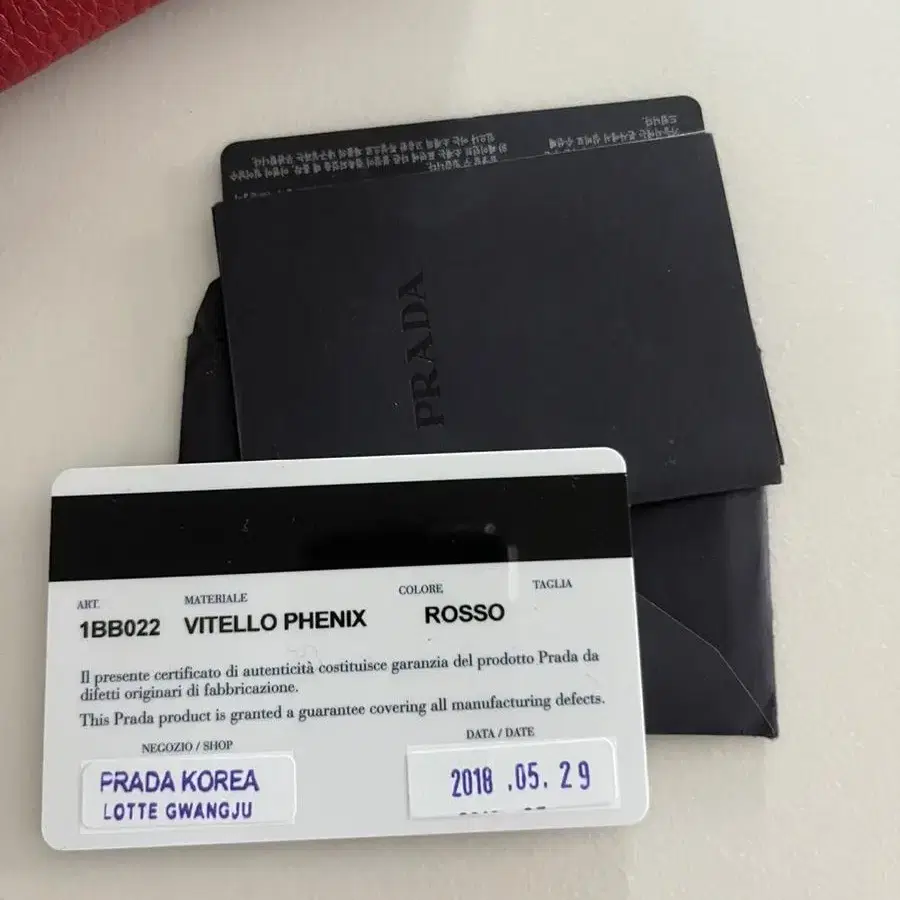 PRADA
ART.
1BB022
MATERIALE
VITELLO PHENIX
COLORE
ROSSO
TAGLIA
Il presente certificato di autenticità costituisce garanzia del prodotto Prada da
difetti originari di fabbricazione.
This Prada product is granted a guarantee covering all manufacturing defects.
NEGOZIO / SHOP
PRADA KOREA
LOTTE GWANGJU
DATA / DATE
2018 .05. 29